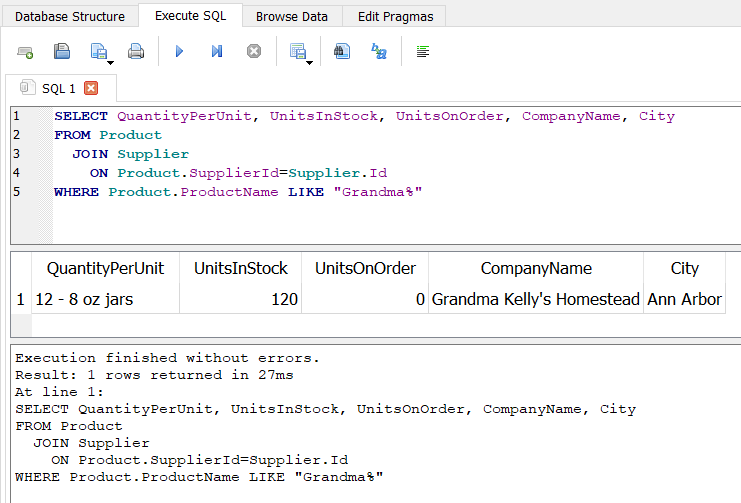 Database Structure Execute SQL Browse Data Edit Pragmas
SQL 1
1 SELECT QuantityPerUnit, UnitsInStock, UnitsOnOrder, CompanyName, City
2 FROM Product
3 JOIN Supplier
4 ON Product.SupplierId=Supplier.Id
5 WHERE Product.ProductName LIKE "Grandma%"
QuantityPerUnit UnitsInStock UnitsOnOrder CompanyName City
1 12 - 8 oz jars 120 0 Grandma Kelly's Homestead Ann Arbor
Execution finished without errors.
Result: 1 rows returned in 27ms
At line 1:
SELECT QuantityPerUnit, UnitsInStock, UnitsOnOrder, CompanyName, City
FROM Product
JOIN Supplier
ON Product.SupplierId=Supplier.Id
WHERE Product.ProductName LIKE "Grandma%"